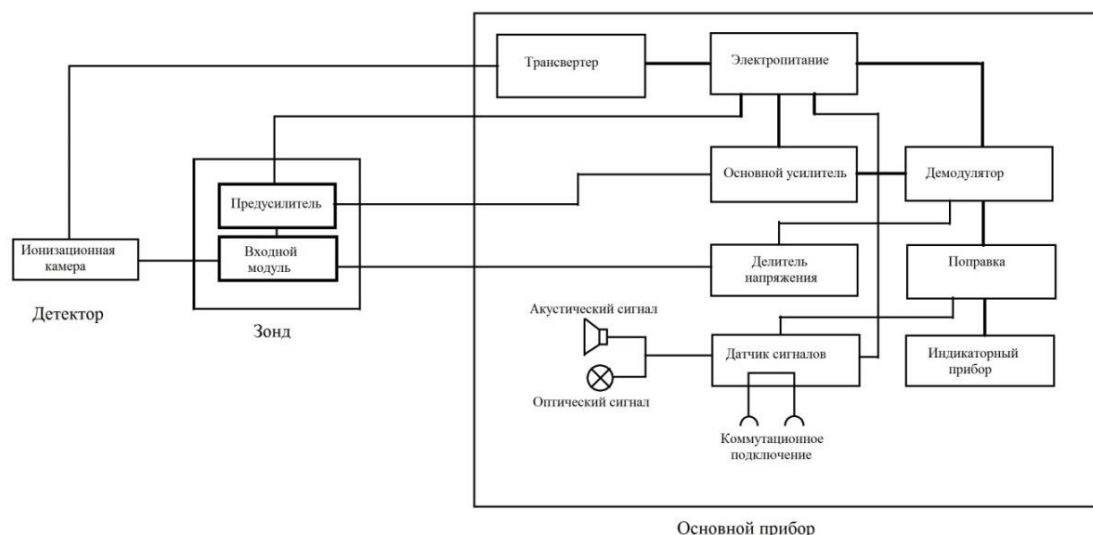 Трансвертер
Электропитание
Предусилитель
Основной усилитель
Демодулятор
Ионизационная
камера
Входной
модуль
Делитель
напряжения
Поправка
Детектор
Зонд
Акустический сигнал
Датчик сигналов
Индикаторный
прибор
Оптический сигнал
Коммутационное
подключение
Основной прибор